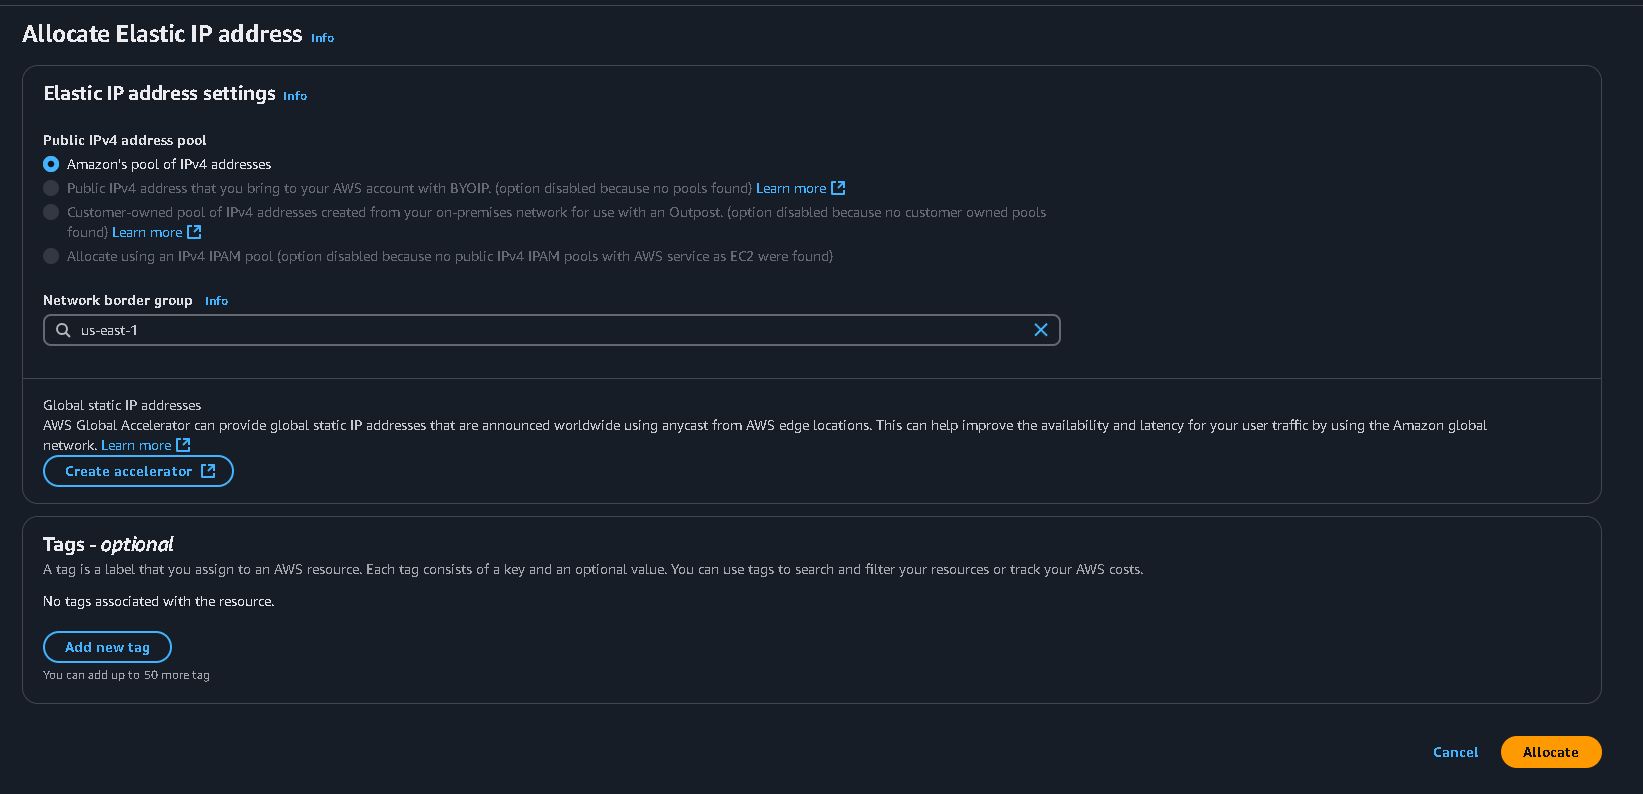 Allocate Elastic IP address Info
Elastic IP address settings Info
Public IPv4 address pool
Amazon's pool of IPv4 addresses
Public IPv4 address that you bring to your AWS account with BYOIP. (option disabled because no pools found) Learn more
Customer-owned pool of IPv4 addresses created from your on-premises network for use with an Outpost. (option disabled because no customer owned pools
found) Learn more
Allocate using an IPv4 IPAM pool (option disabled because no public IPv4 IPAM pools with AWS service as EC2 were found)
Network border group Info
us-east-1
Global static IP addresses
AWS Global Accelerator can provide global static IP addresses that are announced worldwide using anycast from AWS edge locations. This can help improve the availability and latency for your user traffic by using the Amazon global
network. Learn more
Create accelerator
Tags - optional
A tag is a label that you assign to an AWS resource. Each tag consists of a key and an optional value. You can use tags to search and filter your resources or track your AWS costs.
No tags associated with the resource.
Add new tag
You can add up to 50 more tag
Cancel Allocate